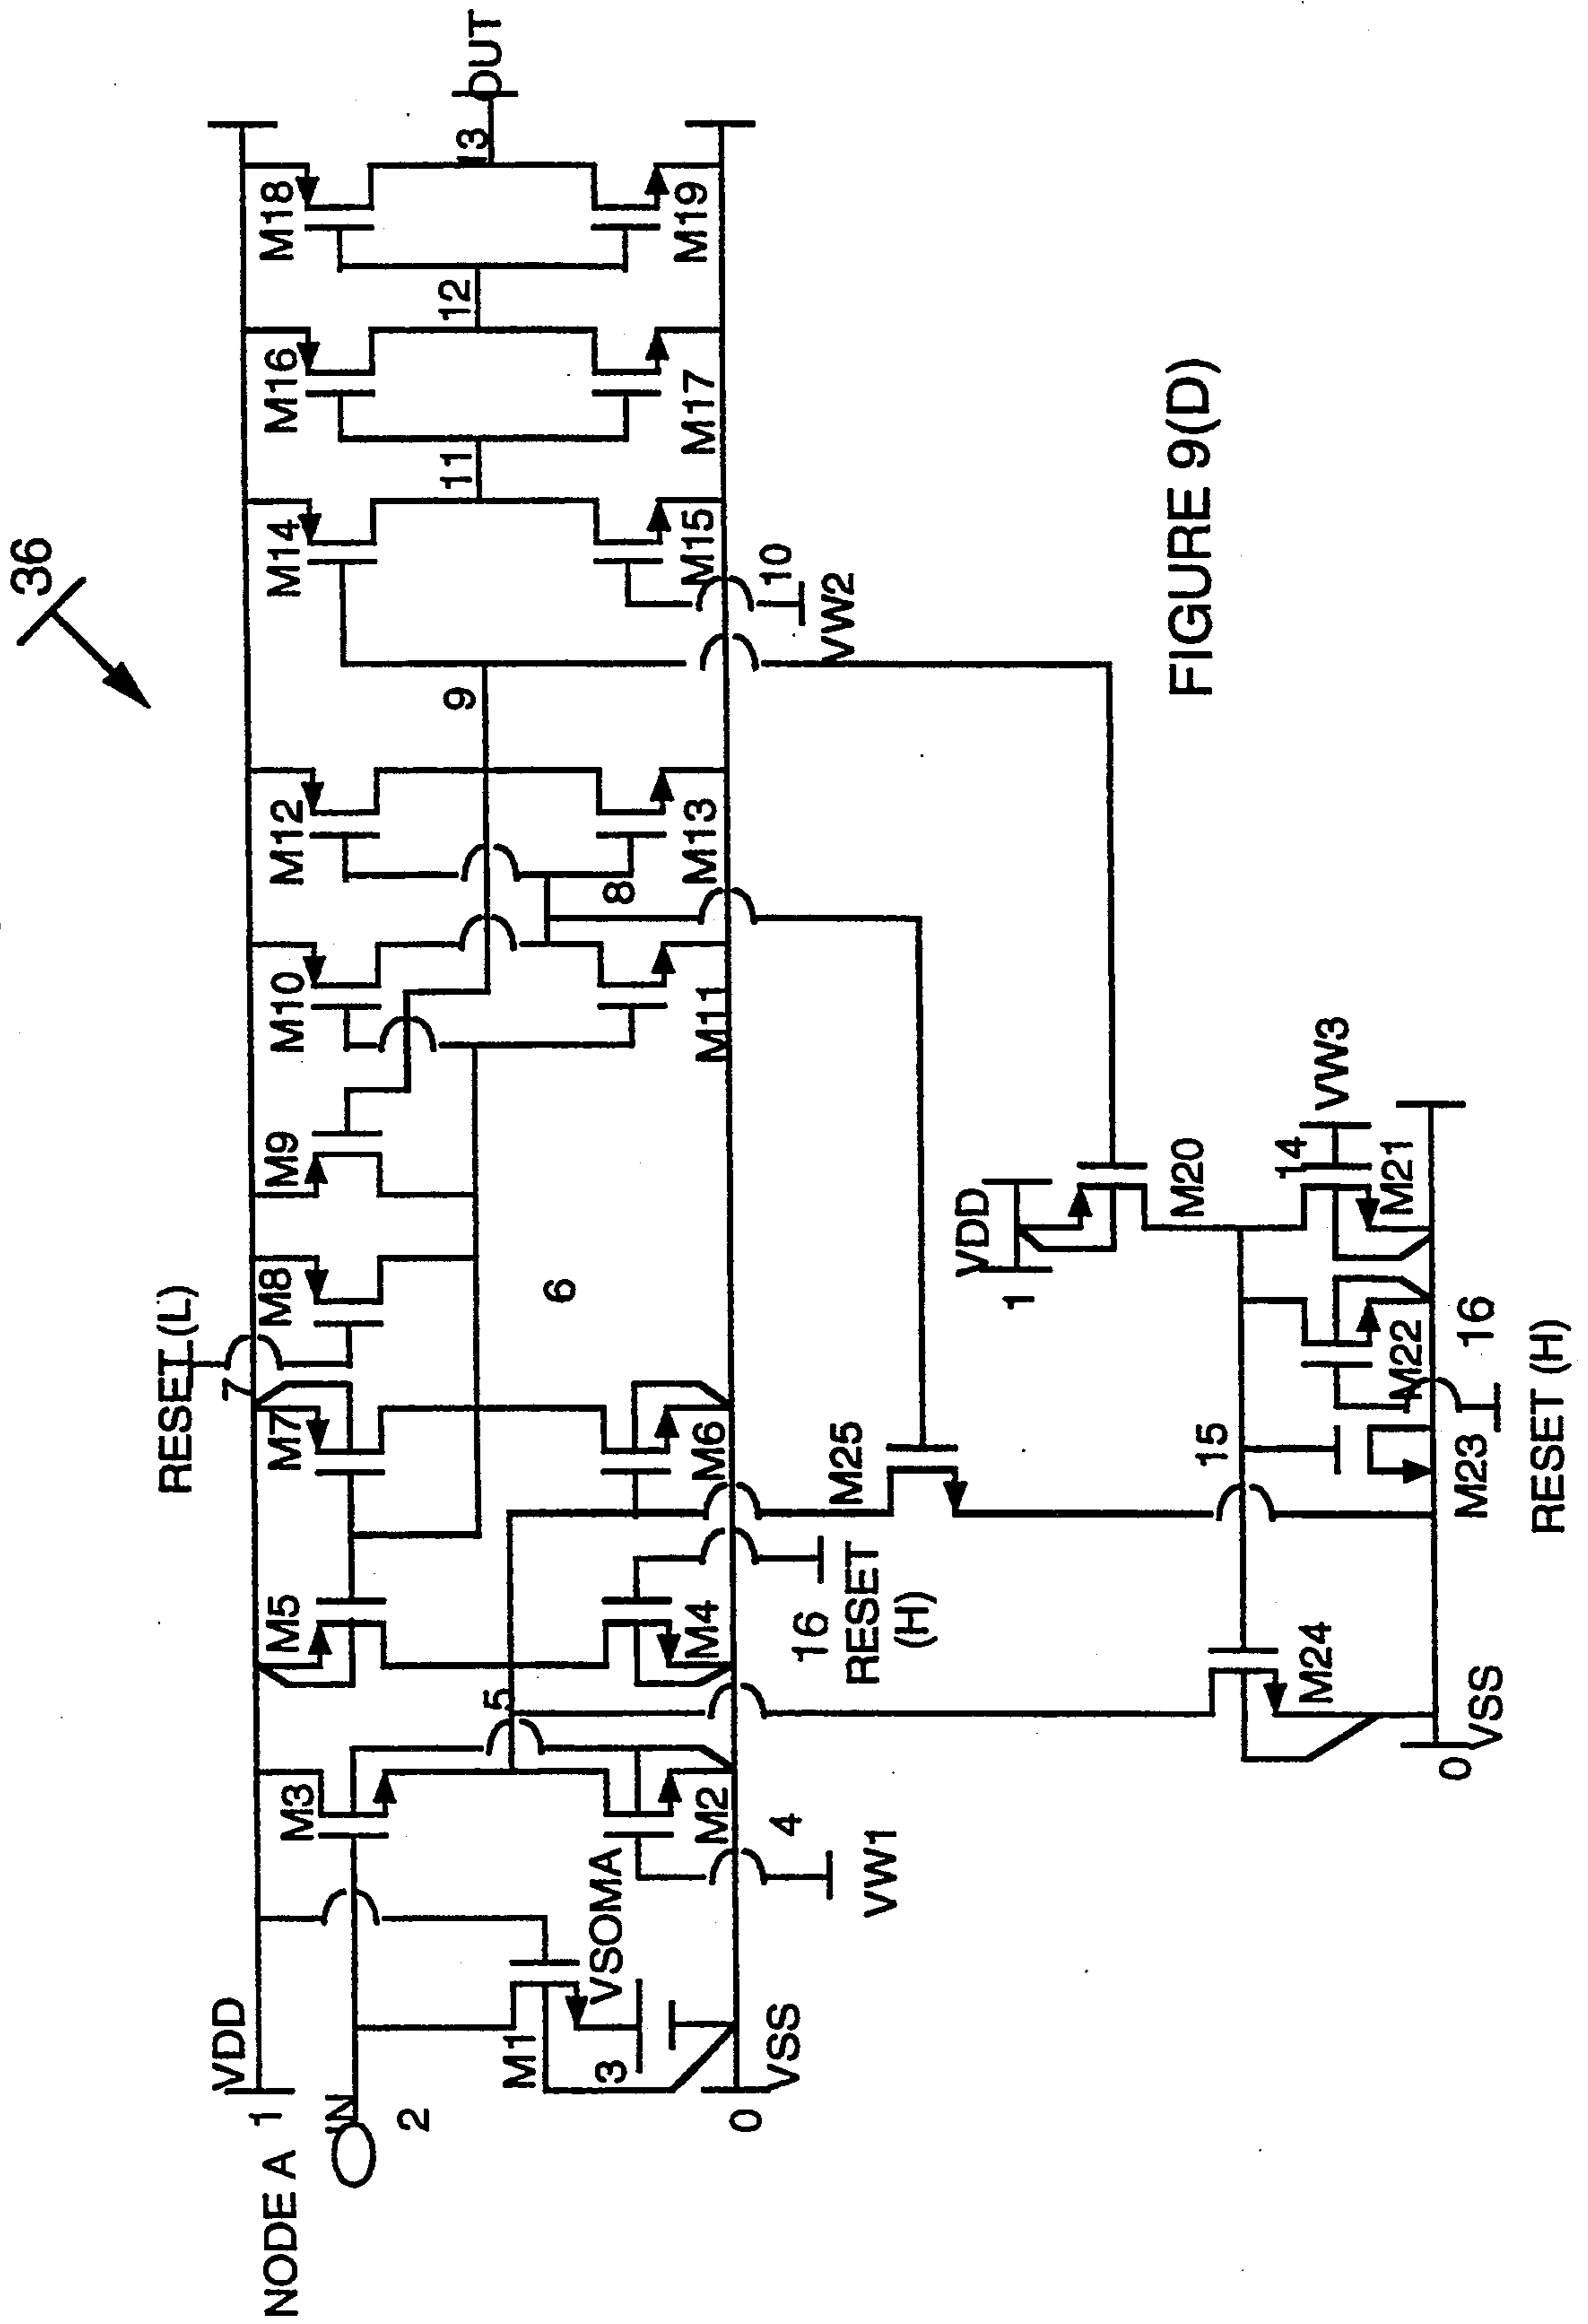 36
RESET (L)
7
VDD
1
NODE A
IN
2
M3
M5
M7
M8
M9
M10
M12
M14
M16
M18
13
OUT
12
11
9
8
6
5
M1
3
VSOMA
M2
4
VW1
M4
16
RESET
(H)
M6
M11
M13
M15
10
VW2
M17
M19
0
VSS
M25
VDD
1
M20
14
VW3
M21
15
M22
16
RESET (H)
M23
M24
0
VSS
FIGURE 9(D)